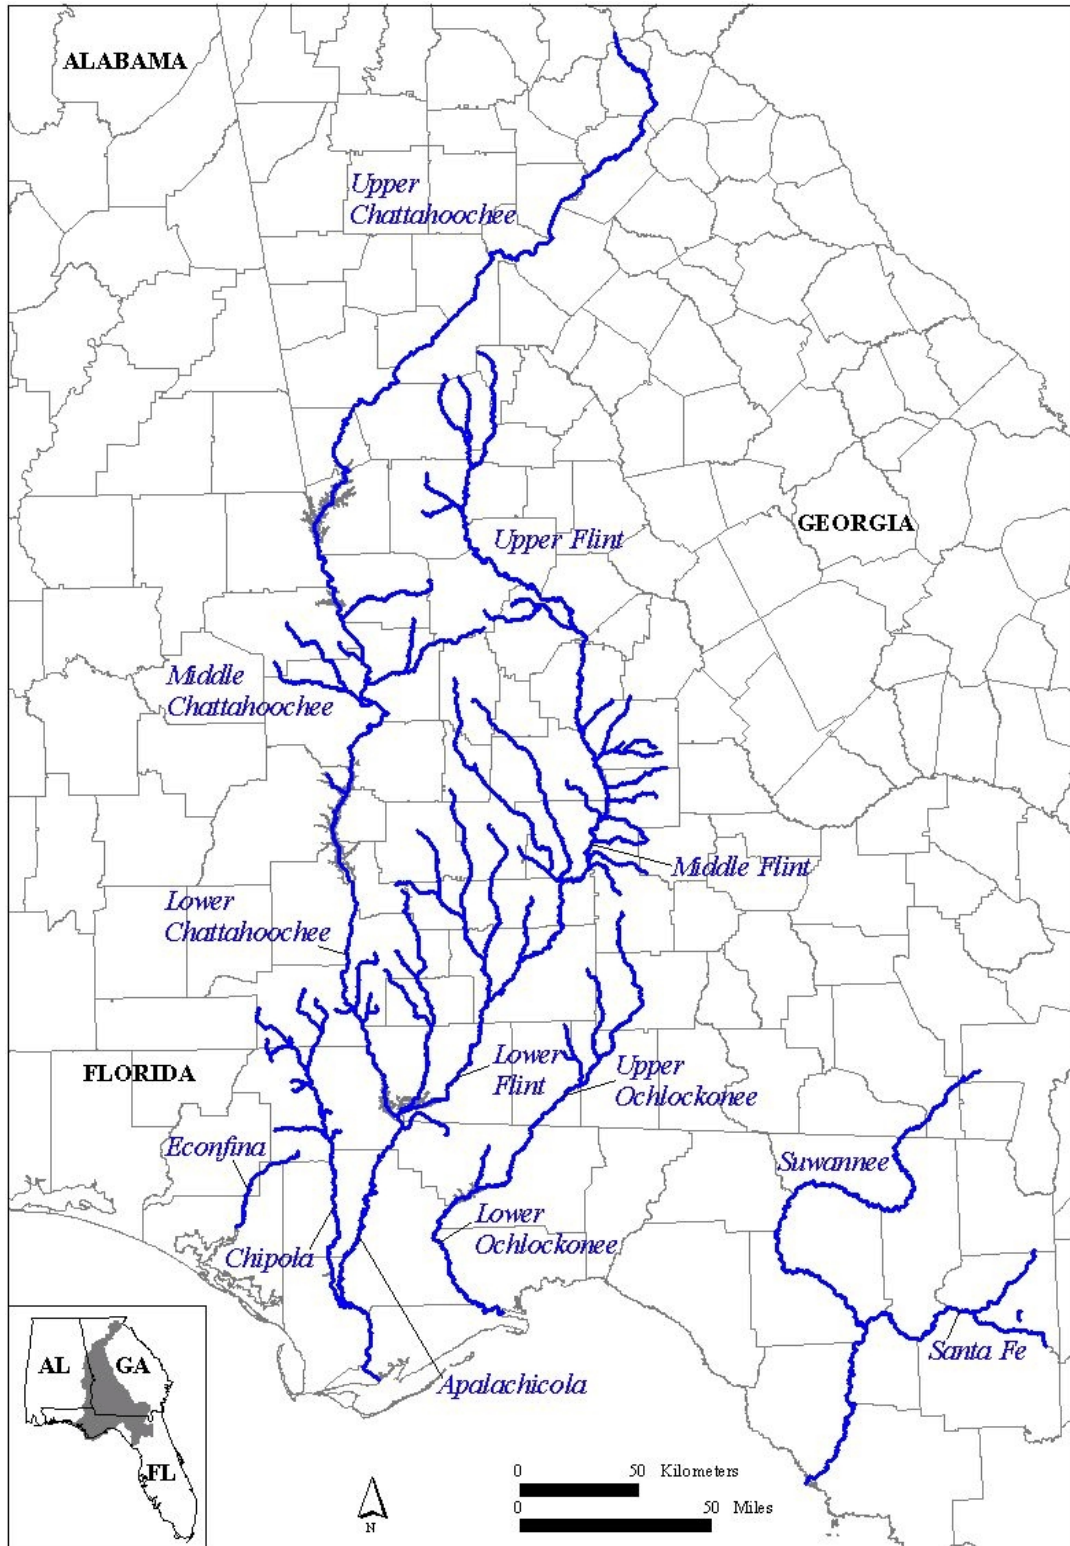 ALABAMA
Upper
Chattahoochee
GEORGIA
Upper Flint
Middle
Chattahoochee
Middle Flint
Lower
Chattahoochee
FLORIDA
Lower
Flint
Upper
Ochlockonee
Econfina
Suwannee
Lower
Ochlockonee
Chipola
Santa Fe
Apalachicola
AL
GA
FL
N
0 50 Kilometers
0 50 Miles